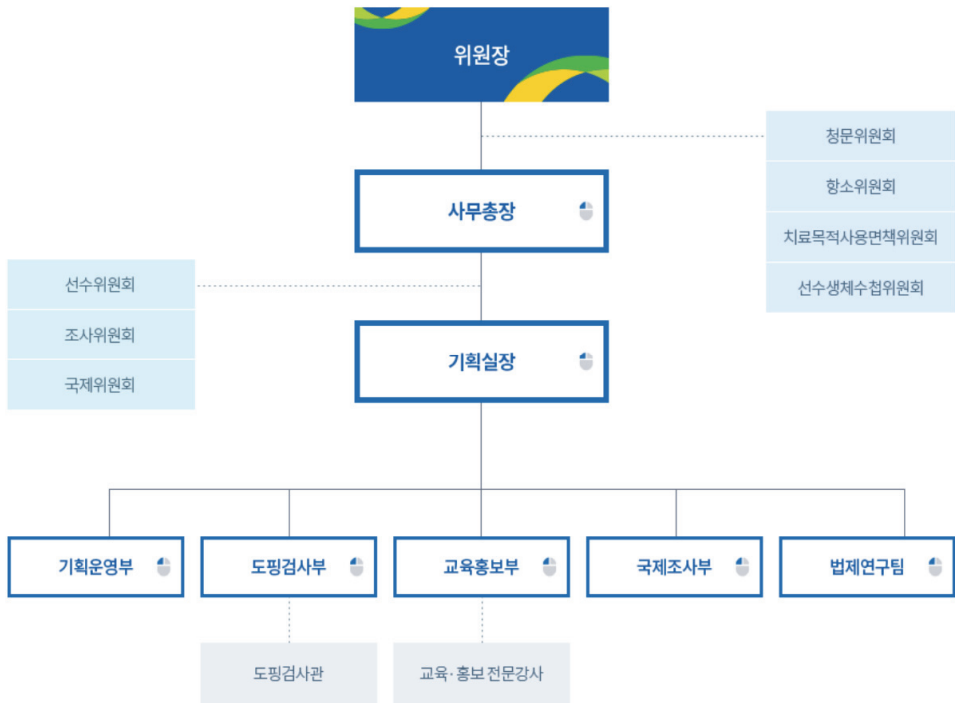 위원장
청문위원회
항소위원회
치료목적사용면책위원회
선수생체수첩위원회
사무총장
선수위원회
조사위원회
국제위원회
기획실장
기획운영부
도핑검사부
교육홍보부
국제조사부
법제연구팀
도핑검사관
교육·홍보 전문강사